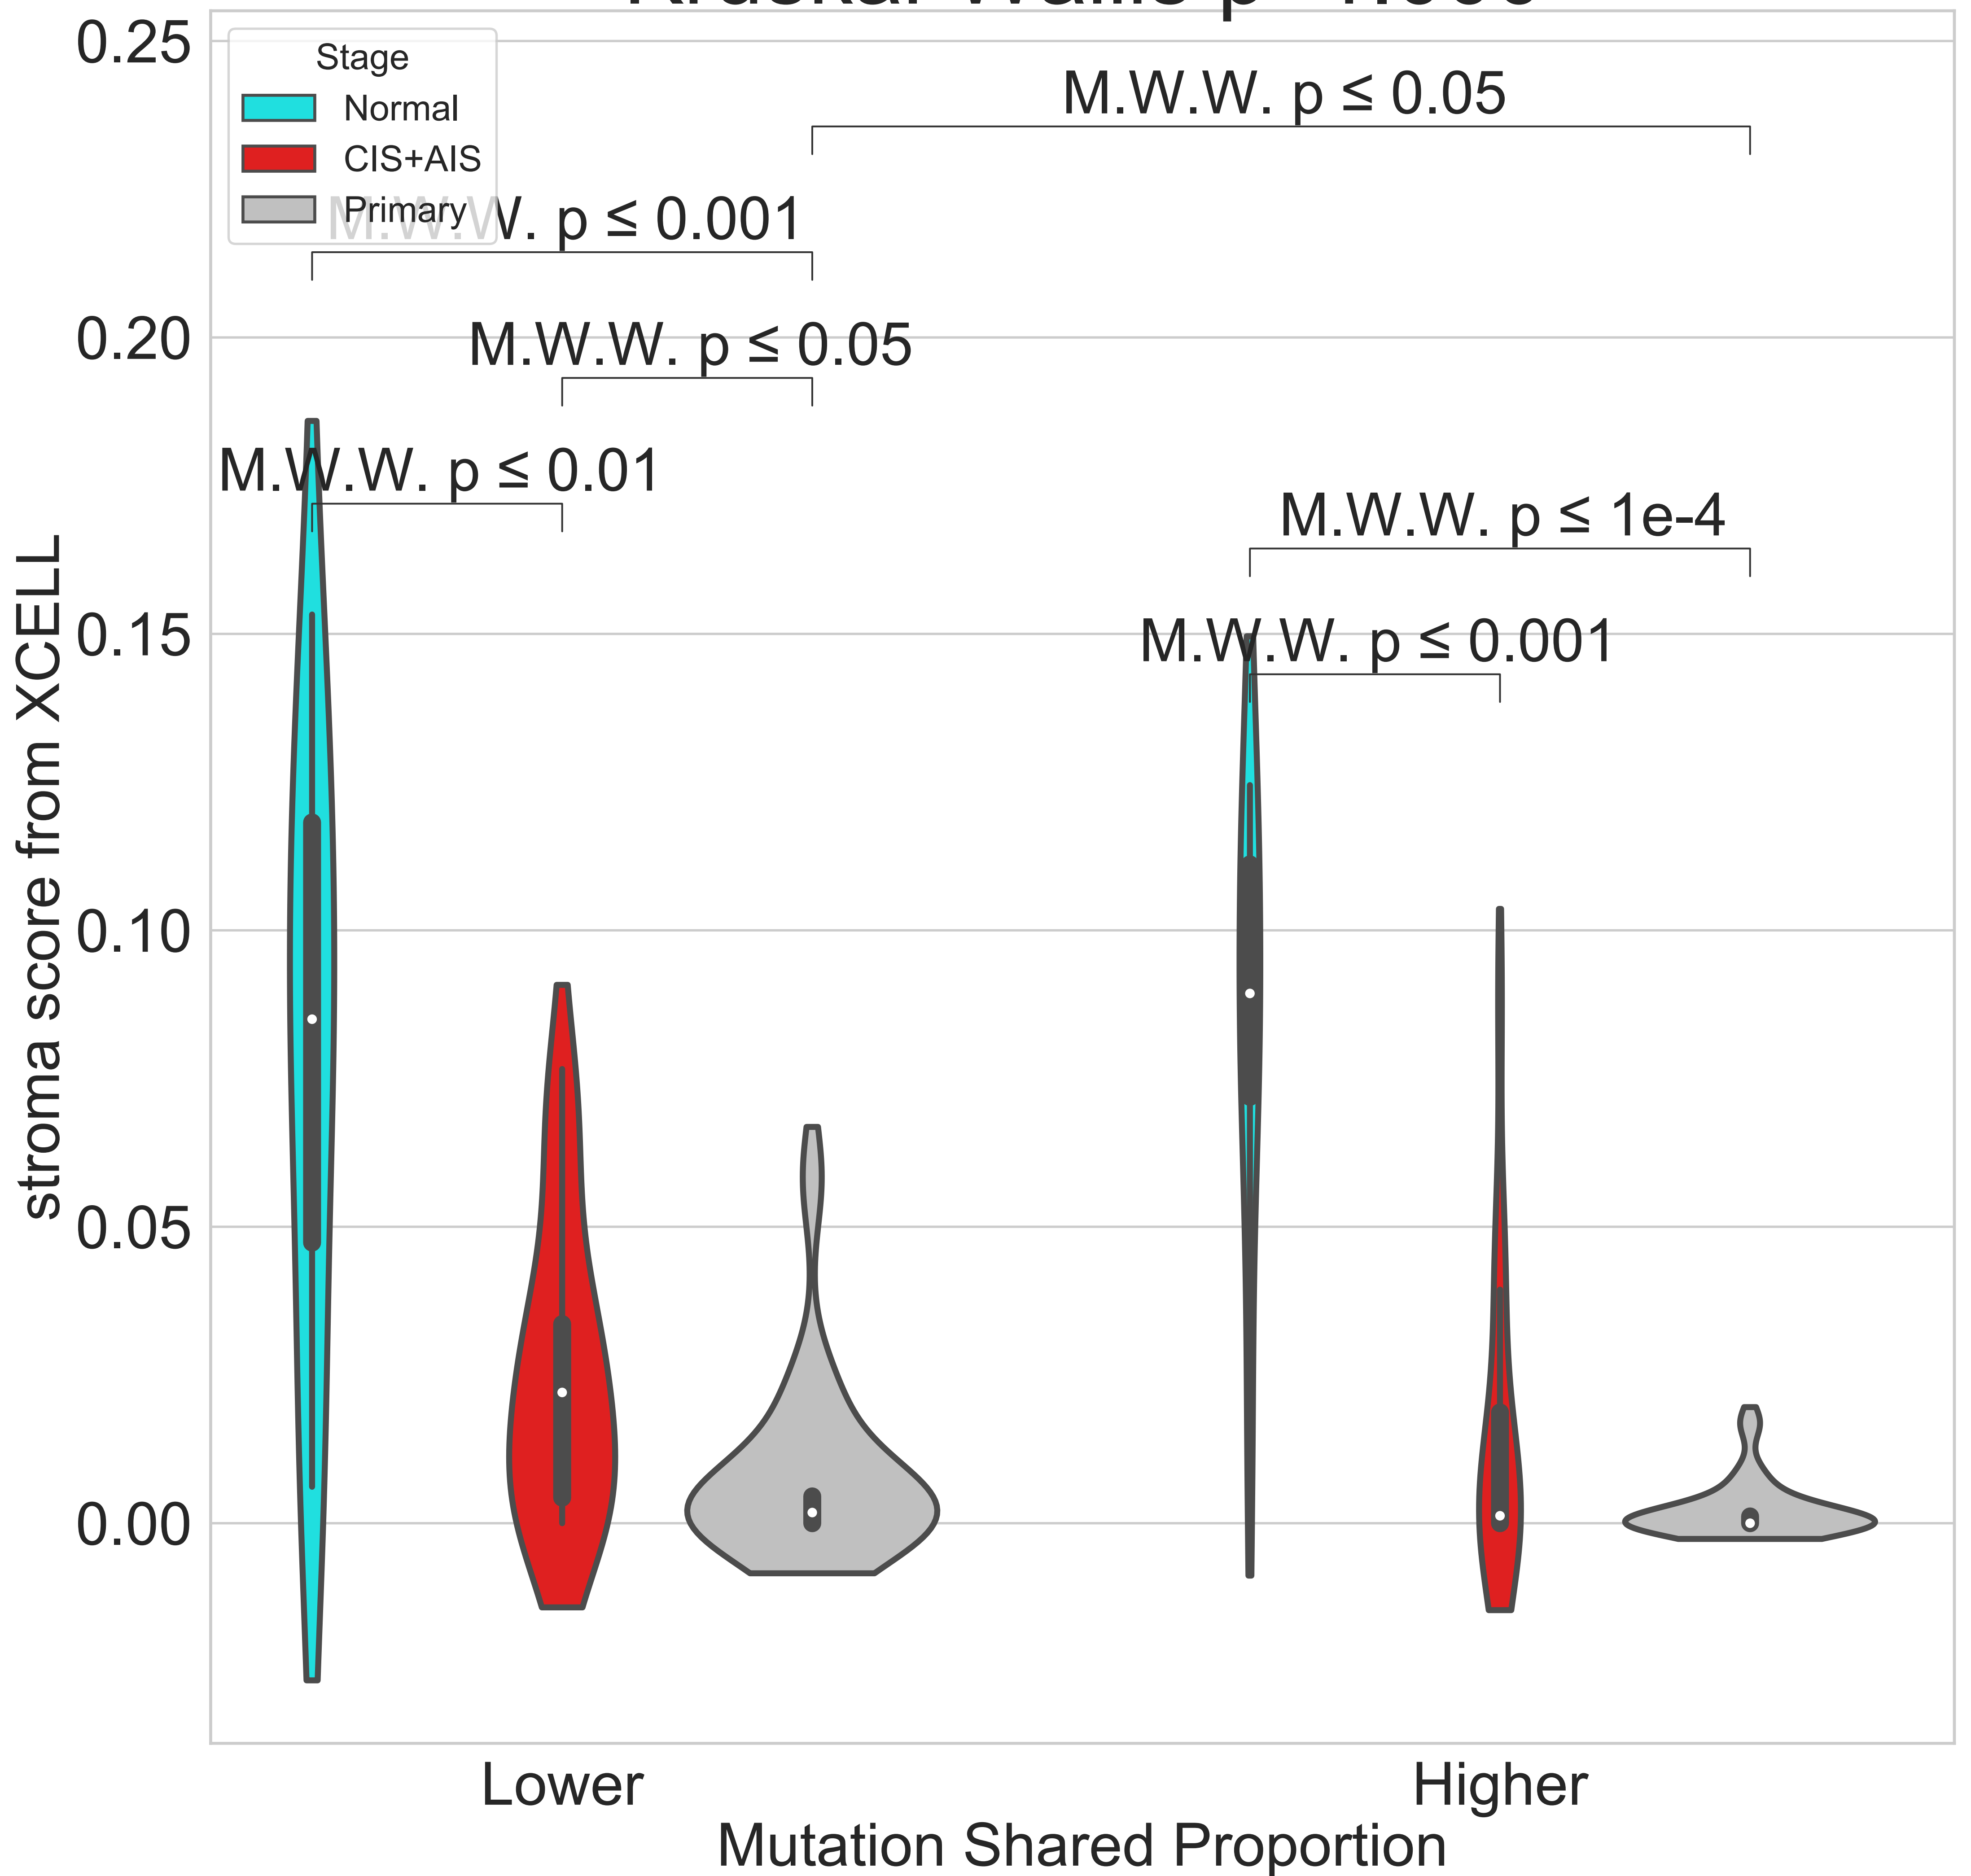 0.25
Stage
Normal
CIS+AIS
Primary
M.W.W. p ≤ 0.05
M.W.W. p ≤ 0.001
0.20
M.W.W. p ≤ 0.05
M.W.W. p ≤ 0.01
M.W.W. p ≤ 1e-4
0.15
M.W.W. p ≤ 0.001
stroma score from XCELL
0.10
0.05
0.00
Lower
Higher
Mutation Shared Proportion